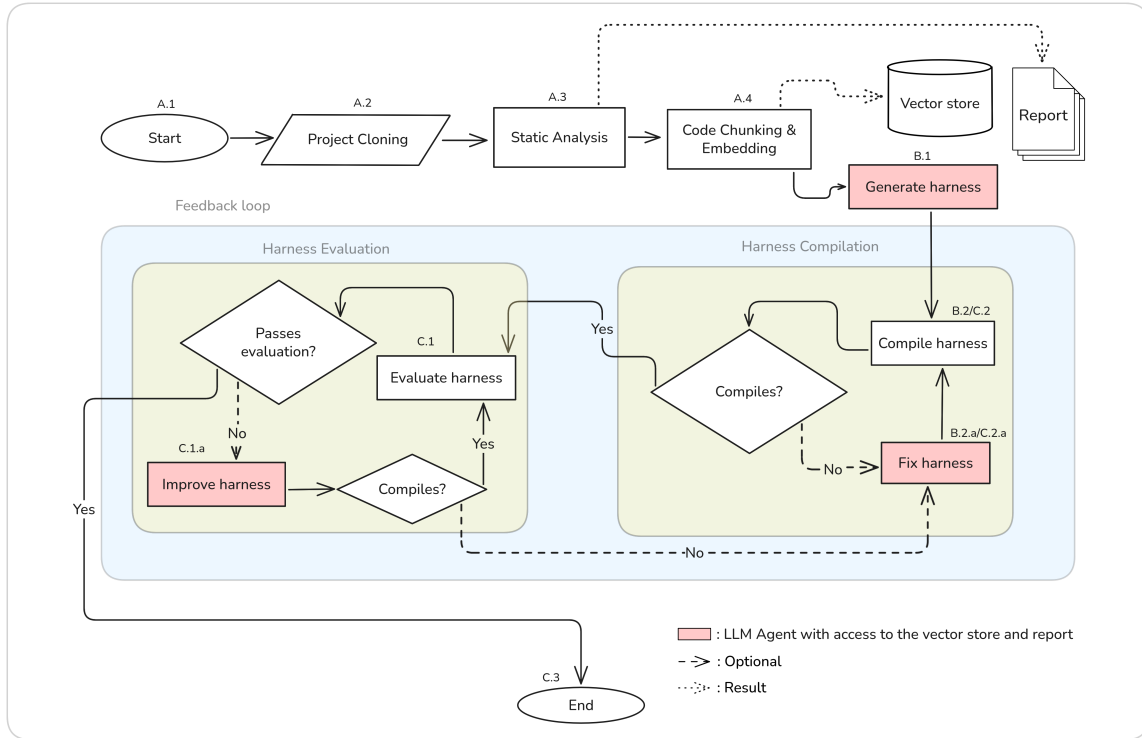 A.1
Start
A.2
Project Cloning
A.3
Static Analysis
A.4
Code Chunking &
Embedding
Vector store
Report
B.1
Generate harness
Feedback loop
Harness Evaluation
Harness Compilation
Passes
evaluation?
C.1
Evaluate harness
Yes
B.2/C.2
Compile harness
Compiles?
No
B.2.a/C.2.a
Fix harness
No
C.1.a
Improve harness
Compiles?
Yes
Yes
No
C.3
End
: LLM Agent with access to the vector store and report
: Optional
: Result